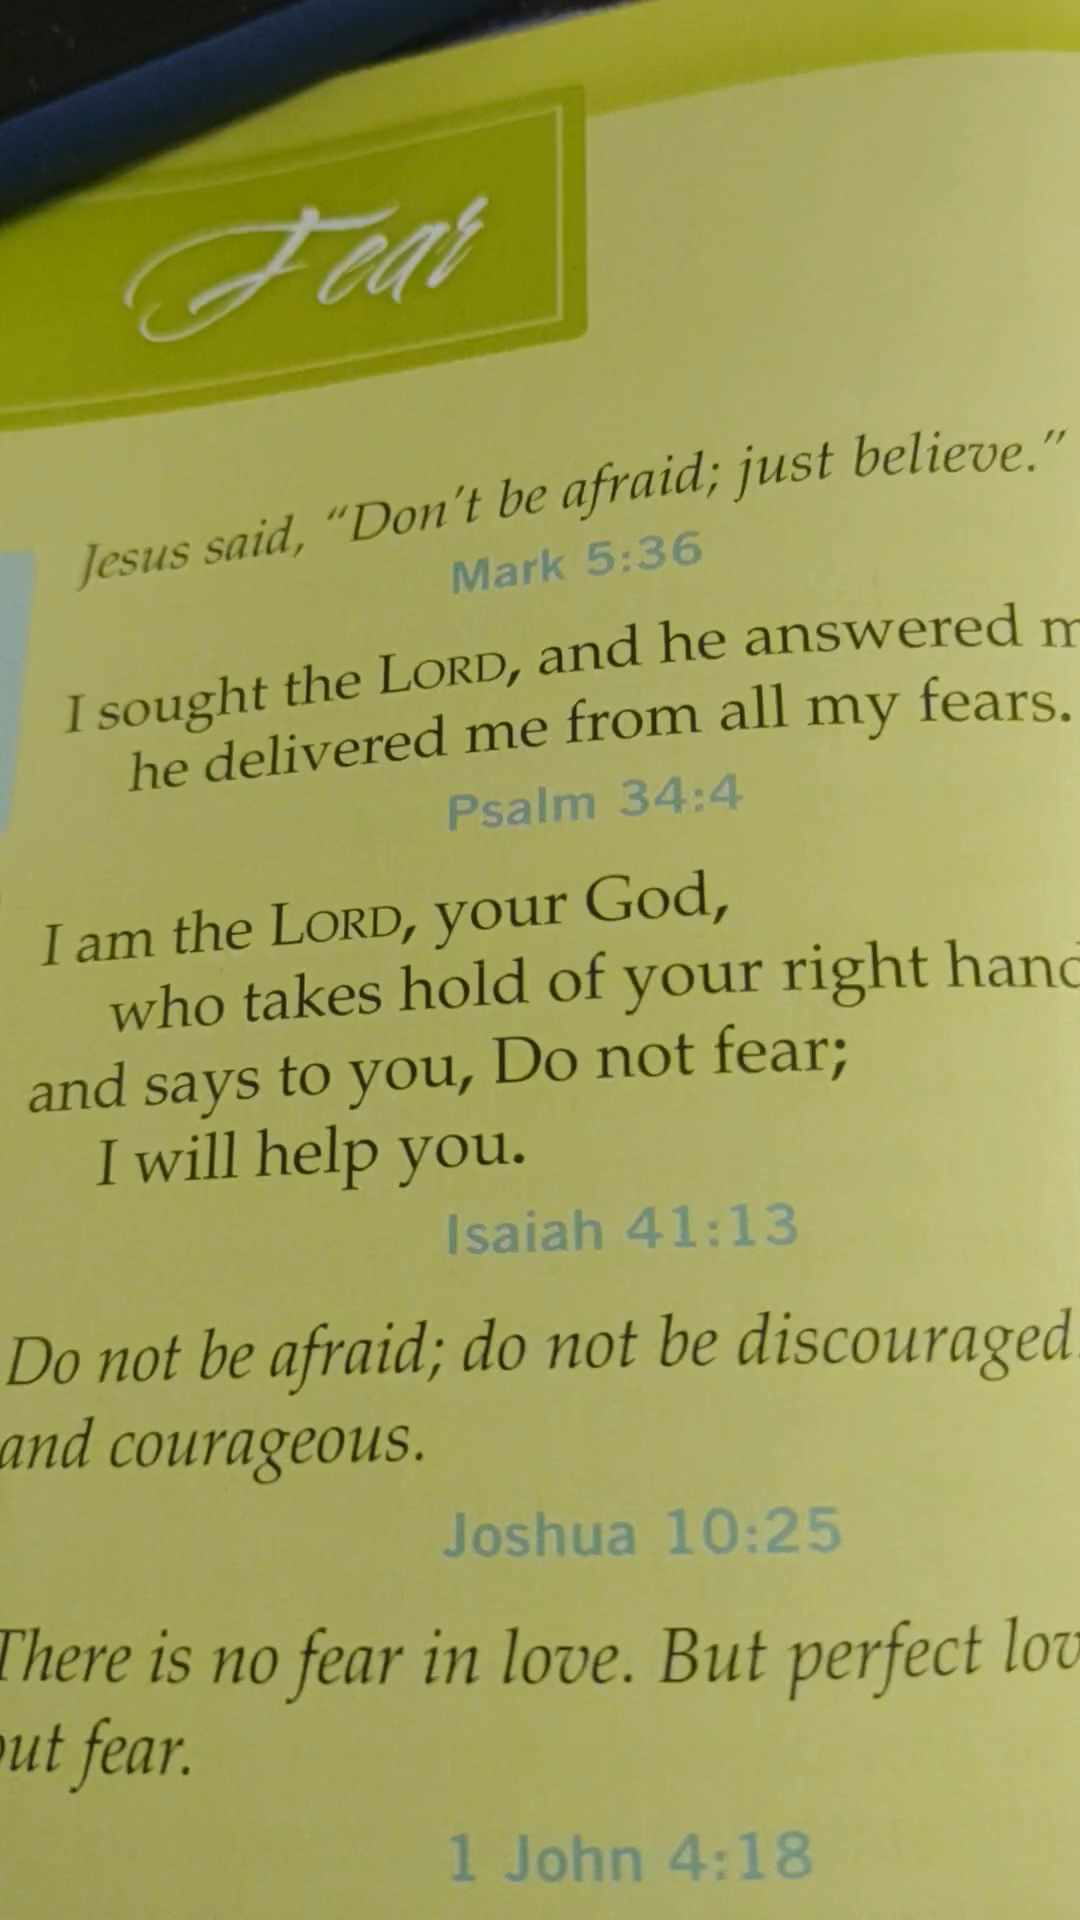 Fear
Jesus said, “Don’t be afraid; just believe.”
Mark 5:36
I sought the LORD, and he answered
he delivered me from all my fears.
Psalm 34:4
I am the LORD, your God,
who takes hold of your right
and says to you, Do not fear;
I will help you.
Isaiah 41:13
Do not be afraid; do not be discouraged.
and courageous.
Joshua 10:25
There is no fear in love. But perfect
fear.
1 John 4:18